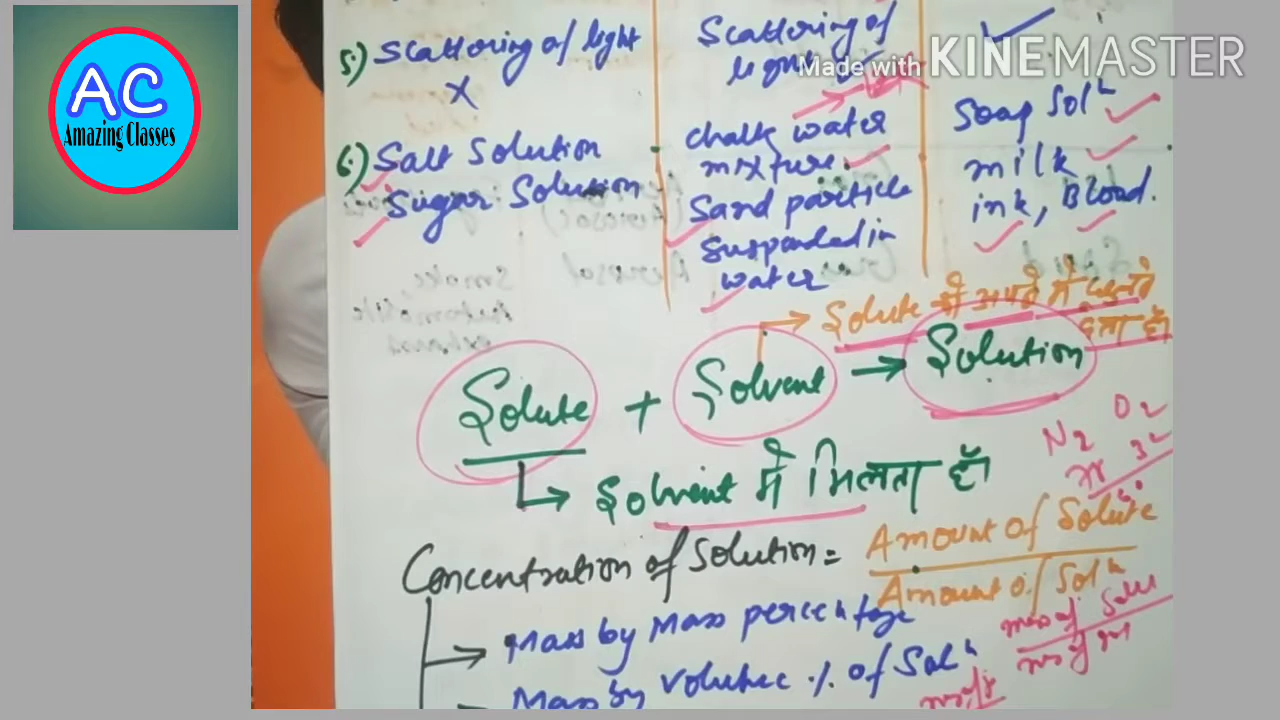 AC
Amazing Classes
Made with KINEMASTER
5.) Scattering of light
X
Scattering of
light
6.) Salt Solution
Sugar Solution
Chalk water
mixture.
Sand particle
Suspended in
water
Soap Solⁿ
milk
ink, Blood.
Solute को अपने में
Solute + Solvent → Solution
Solvent में मिलता है।
N2 O2
Concentration of Solution = Amount of Solute
Amount of Solⁿ
Mass by Mass percentage
Mass by Volume % of Solⁿ